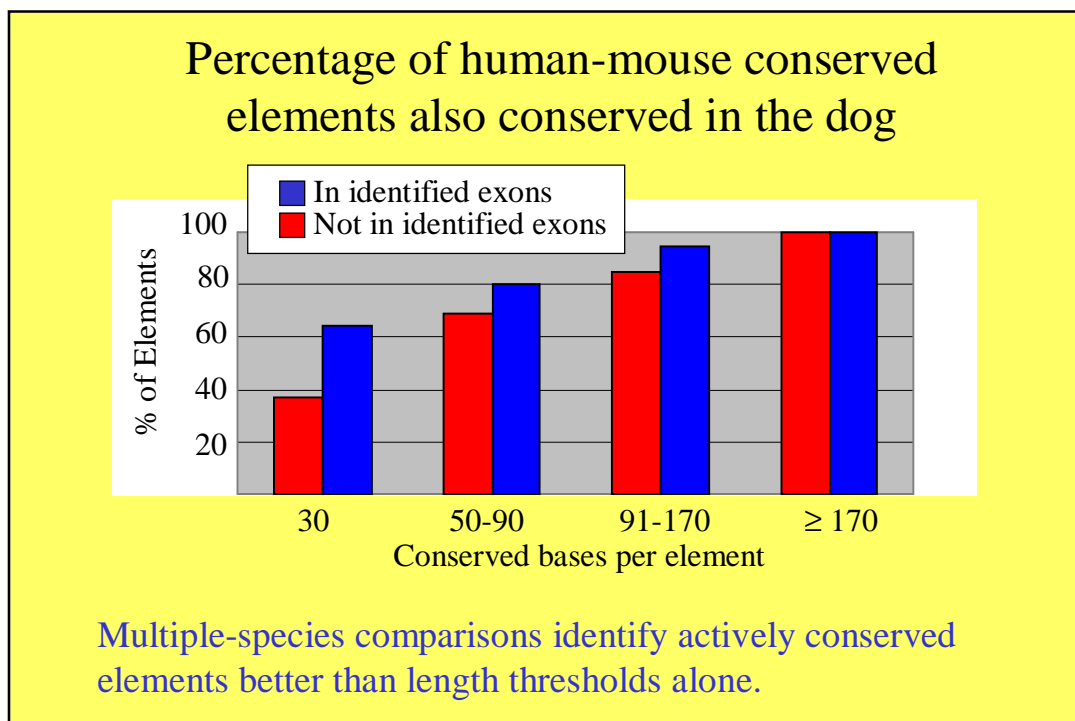 Percentage of human-mouse conserved
elements also conserved in the dog
In identified exons
Not in identified exons
% of Elements
100
80
60
40
20
30 50-90 91-170 ≥ 170
Conserved bases per element
Multiple-species comparisons identify actively conserved
elements better than length thresholds alone.